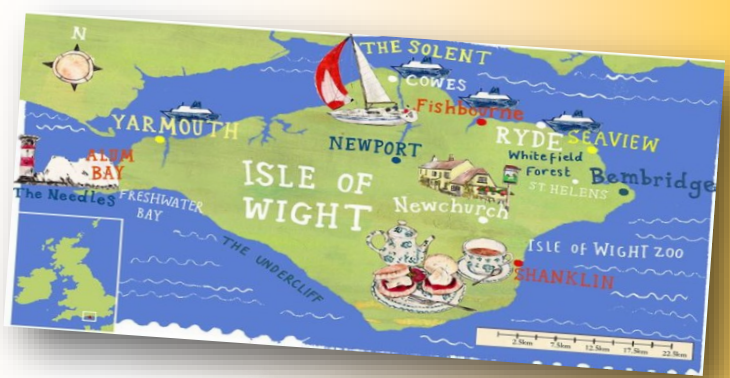 N
THE SOLENT
COWES
Fishbourne
YARMOUTH
RYDE
SEAVIEW
NEWPORT
Whitefield
Forest
ALUM
BAY
ISLE OF
WIGHT
ST HELENS
Bembridge
The Needles
FRESHWATER
BAY
Newchurch
THE UNDERCLIFF
ISLE OF WIGHT ZOO
SHANKLIN
2.5km 7.5km 12.5km 17.5km 22.5km